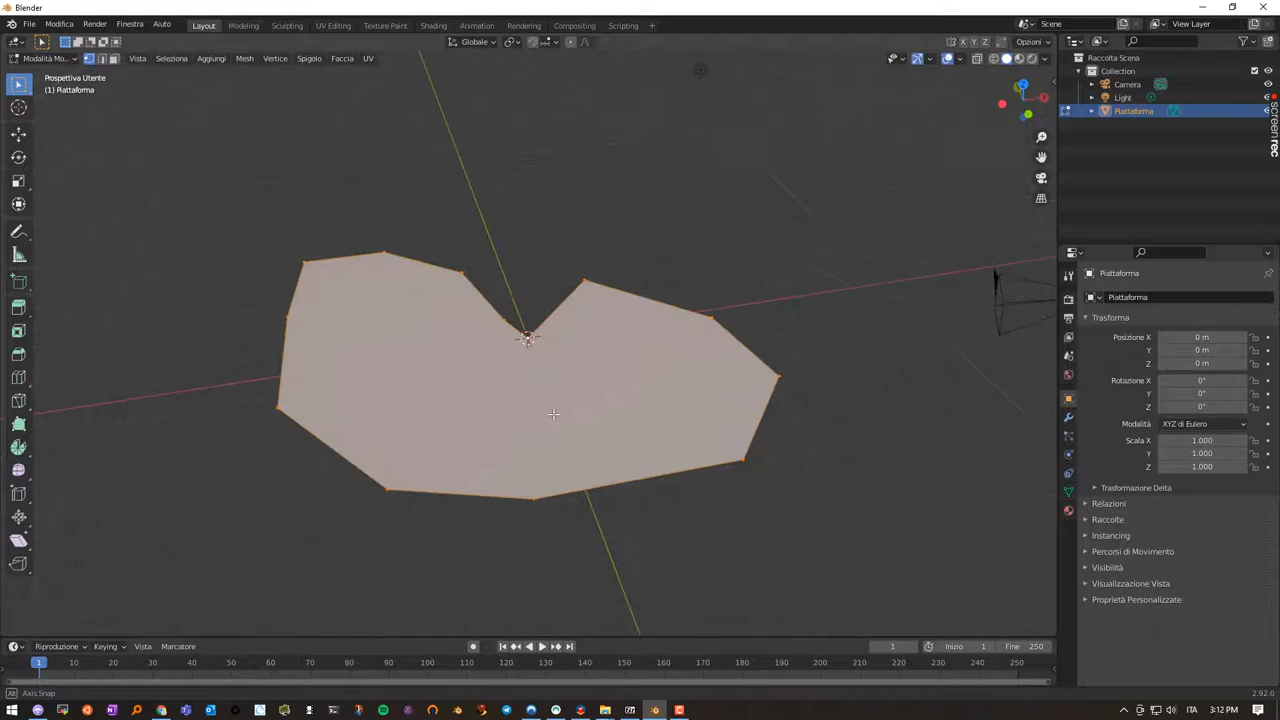 Blender
File Modifica Render Finestra Aiuto Layout Modeling Sculpting UV Editing Texture Paint Shading Animation Rendering Compositing Scripting + Scene View Layer
Globale X Y Z Opzioni
Modalità Mo... Vista Seleziona Aggiungi Mesh Vertice Spigolo Faccia UV
Prospettiva Utente
(1) Piattaforma
Raccolta Scena
Collection
Camera
Light
Piattaforma
screenrec
Z
X
Piattaforma
Piattaforma
Trasforma
Posizione X 0 m
Y 0 m
Z 0 m
Rotazione X 0°
Y 0°
Z 0°
Modalità XYZ di Eulero
Scala X 1.000
Y 1.000
Z 1.000
Trasformazione Delta
Relazioni
Raccolte
Instancing
Percorsi di Movimento
Visibilità
Visualizzazione Vista
Proprietà Personalizzate
Riproduzione Keying Vista Marcatore 1 Inizio 1 Fine 250
1 10 20 30 40 50 60 70 80 90 100 110 120 130 140 150 160 170 180 190 200 210 220 230 240 250
Alt Axis Snap 2.92.0
ITA 3:12 PM